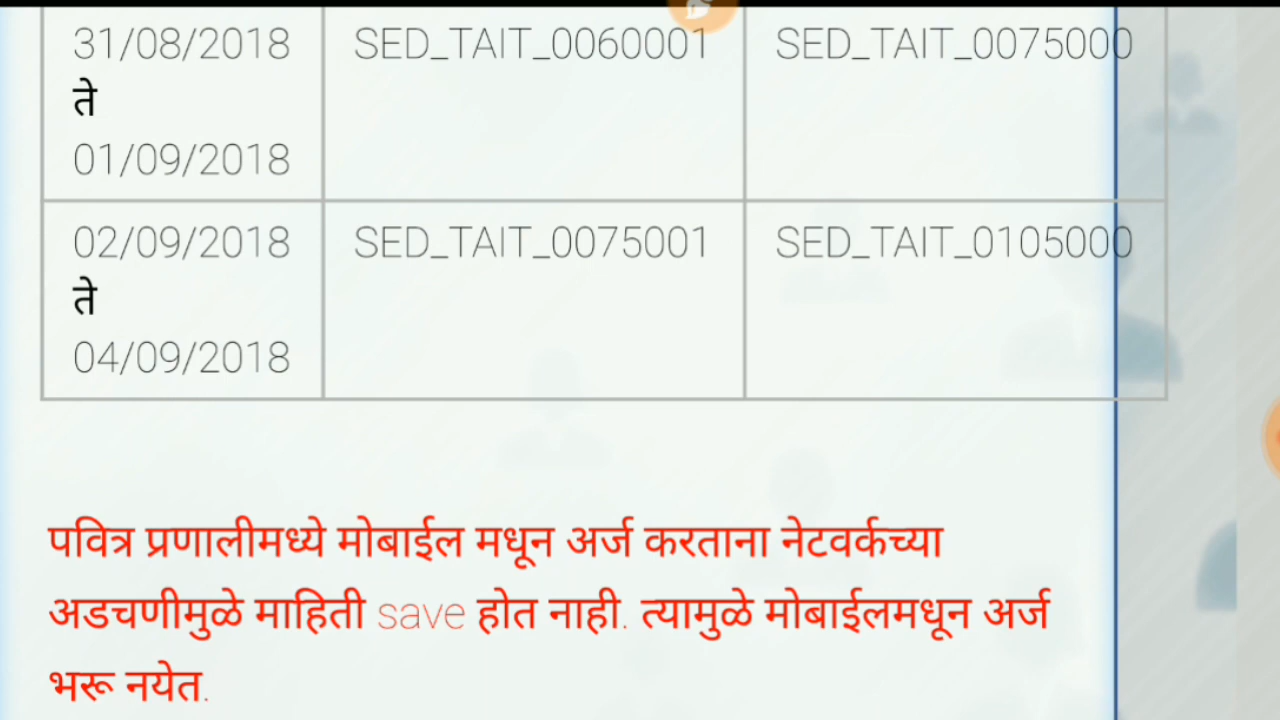 31/08/2018 SED_TAIT_0060001 SED_TAIT_0075000
ते
01/09/2018
02/09/2018 SED_TAIT_0075001 SED_TAIT_0105000
ते
04/09/2018
पवित्र प्रणालीमध्ये मोबाईल मधून अर्ज करताना नेटवर्कच्या
अडचणीमुळे माहिती save होत नाही. त्यामुळे मोबाईलमधून अर्ज
भरू नयेत.